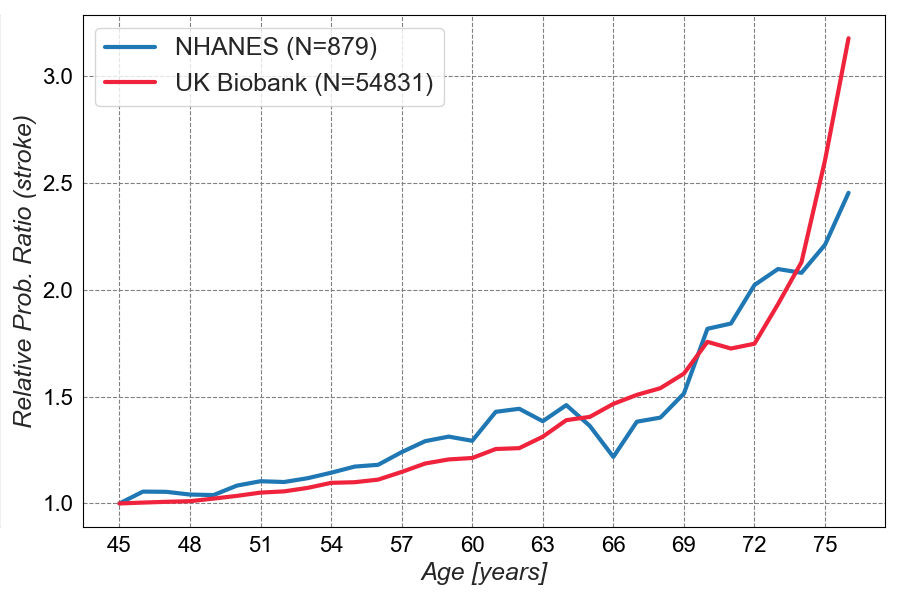 NHANES (N=879)
UK Biobank (N=54831)
Relative Prob. Ratio (stroke)
3.0
2.5
2.0
1.5
1.0
45 48 51 54 57 60 63 66 69 72 75
Age [years]